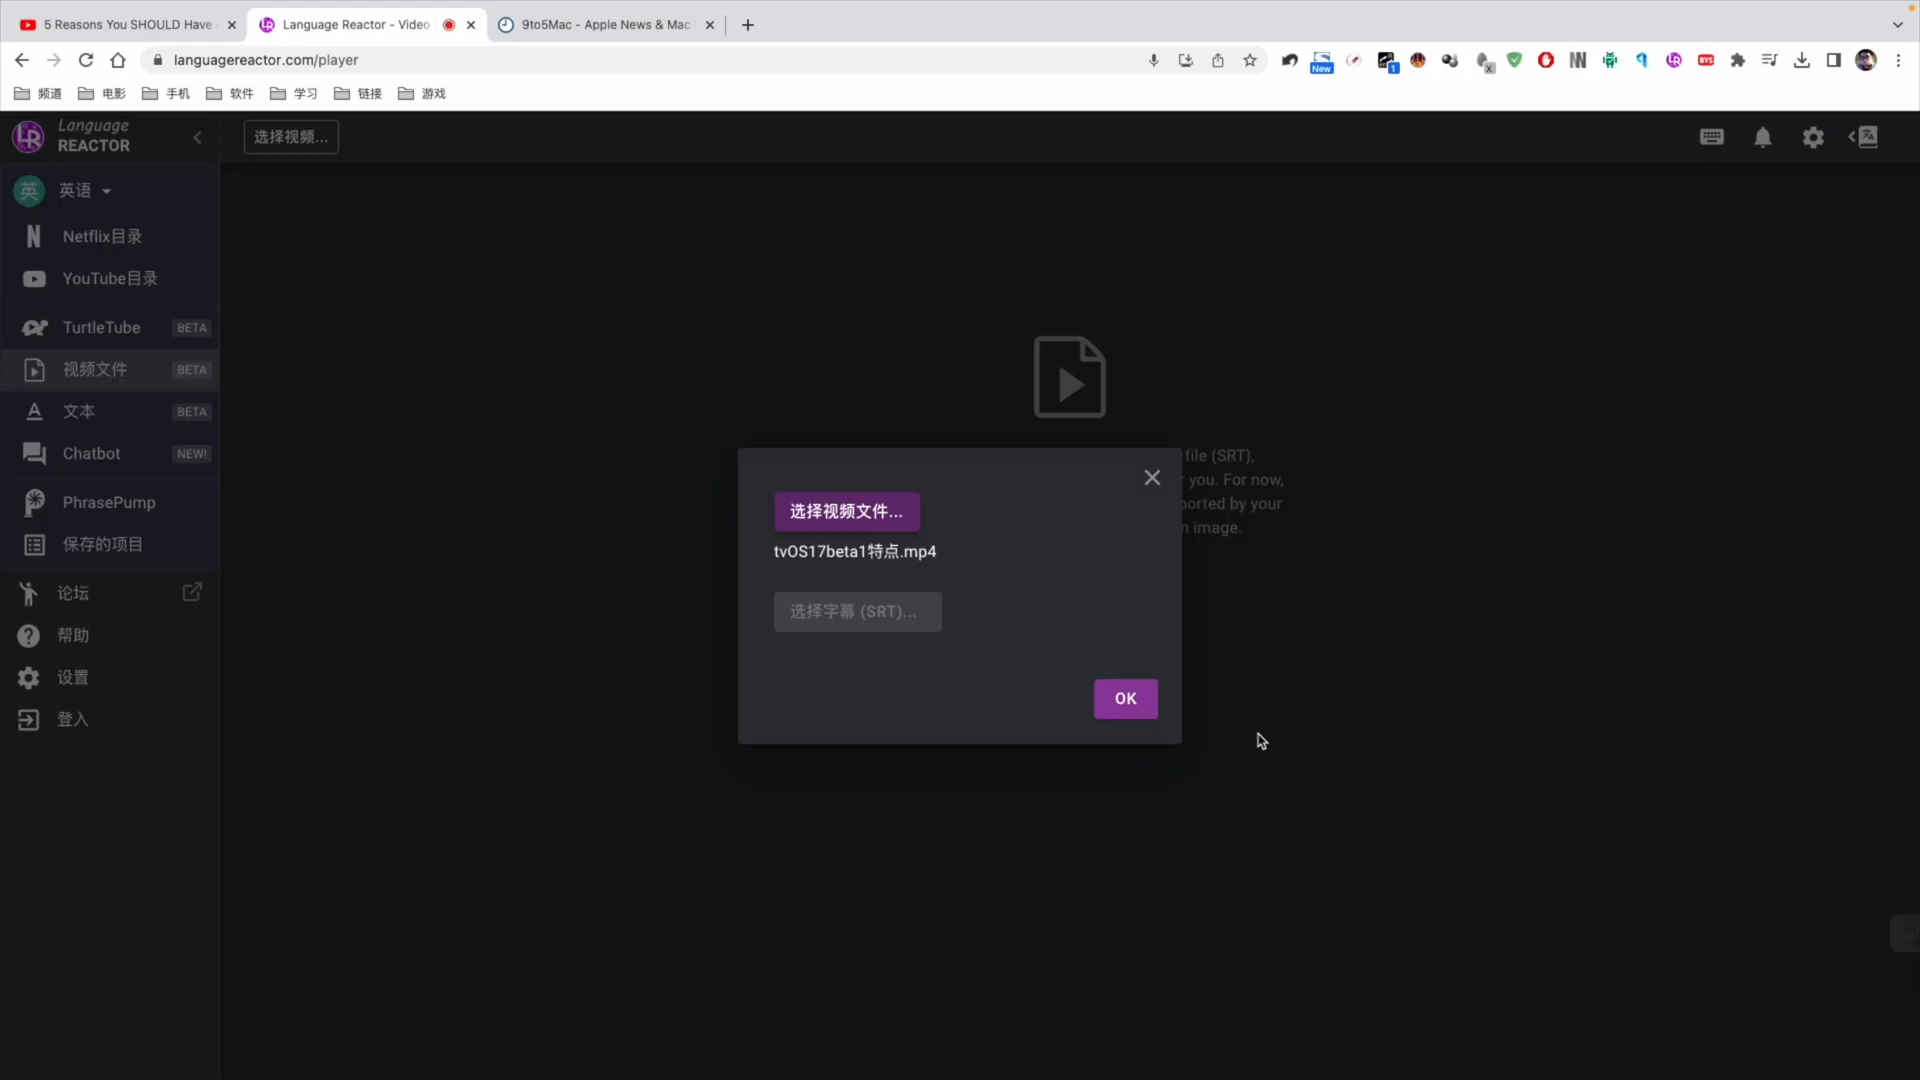 5 Reasons You SHOULD Have
Language Reactor - Video
9to5Mac - Apple News & Mac
languagereactor.com/player
New
1
x
BYS
频道
电影
手机
软件
学习
链接
游戏
LR
Language
REACTOR
选择视频...
英
英语
Netflix目录
YouTube目录
TurtleTube BETA
视频文件 BETA
文本 BETA
Chatbot NEW!
PhrasePump
保存的项目
论坛
帮助
设置
登入
file (SRT),
you. For now,
ported by your
image.
选择视频文件...
tvOS17beta1特点.mp4
选择字幕 (SRT)...
OK